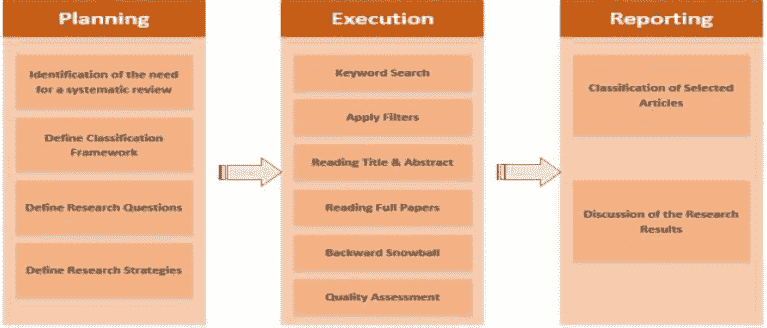 Planning
Identification of the need
for a systematic review
Define Classification
Framework
Define Research Questions
Define Research Strategies
Execution
Keyword Search
Apply Filters
Reading Title & Abstract
Reading Full Papers
Backward Snowball
Quality Assessment
Reporting
Classification of Selected
Articles
Discussion of the Research
Results